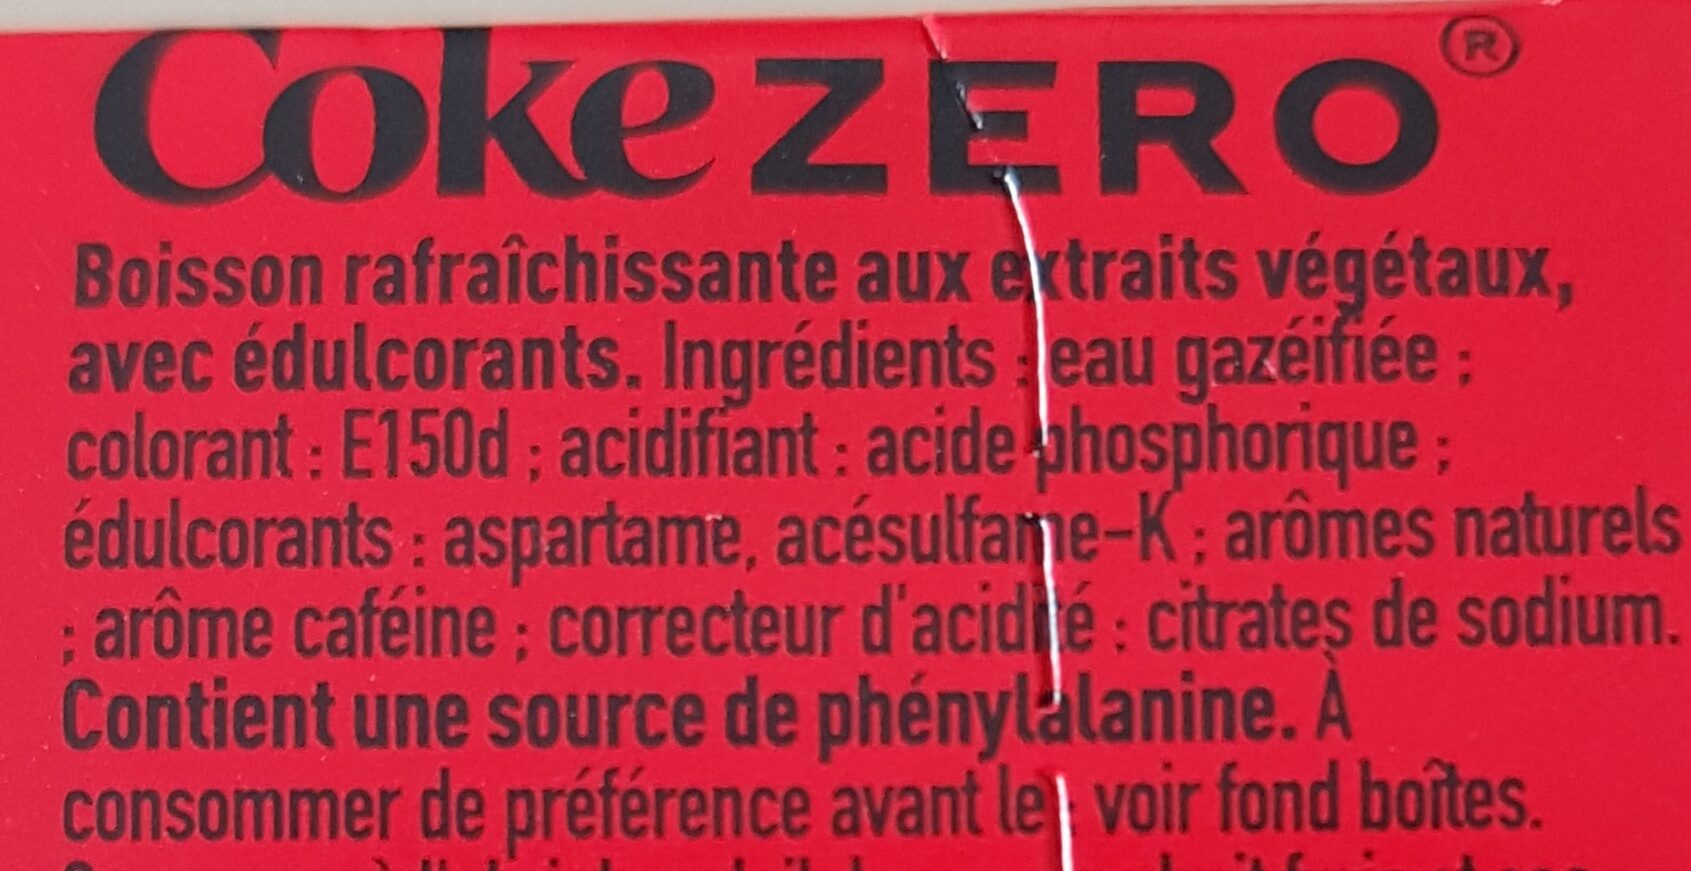 Coke ZERO®
Boisson rafraîchissante aux extraits végétaux,
avec édulcorants. Ingrédients : eau gazéifiée ;
colorant : E150d ; acidifiant : acide phosphorique ;
édulcorants : aspartame, acésulfame-K ; arômes naturels
; arôme caféine ; correcteur d'acidité : citrates de sodium.
Contient une source de phénylalanine. À
consommer de préférence avant le : voir fond boîtes.